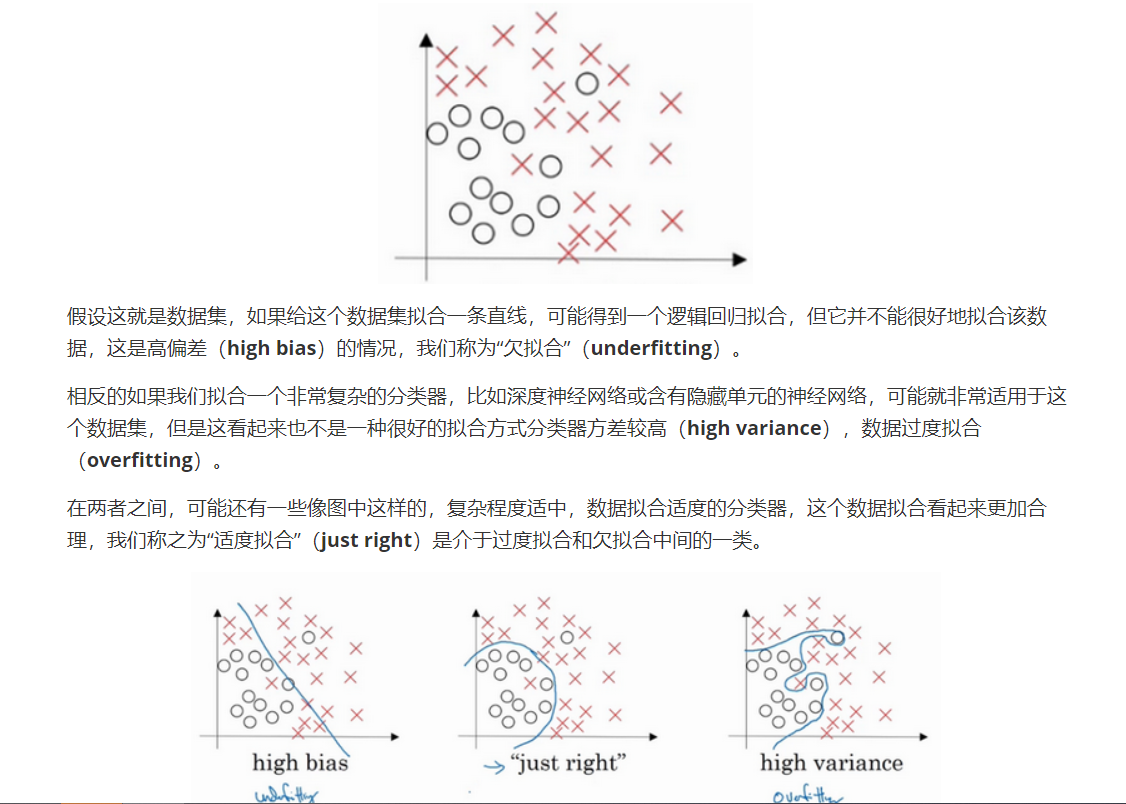 假设这就是数据集，如果给这个数据集拟合一条直线，可能得到一个逻辑回归拟合，但它并不能很好地拟合该数
据，这是高偏差（high bias）的情况，我们称为“欠拟合”（underfitting）。
相反的如果我们拟合一个非常复杂的分类器，比如深度神经网络或含有隐藏单元的神经网络，可能就非常适用于这
个数据集，但是这看起来也不是一种很好的拟合方式分类器方差较高（high variance），数据过度拟合
（overfitting）。
在两者之间，可能还有一些像图中这样的，复杂程度适中，数据拟合适度的分类器，这个数据拟合看起来更加合
理，我们称之为“适度拟合”（just right）是介于过度拟合和欠拟合中间的一类。
high bias
“just right”
high variance
underfitting
overfitting